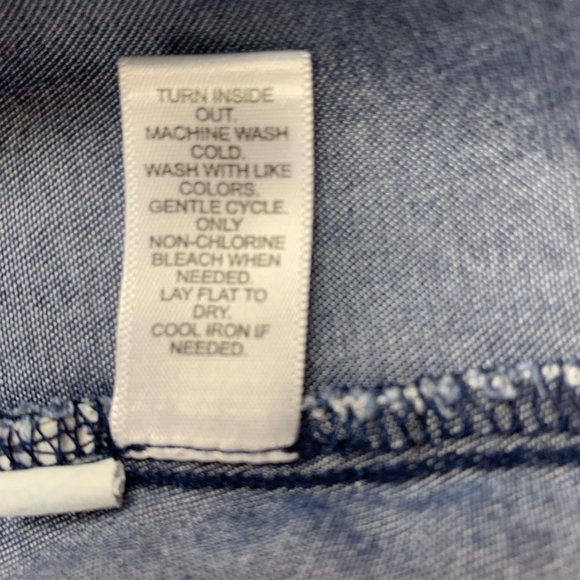 TURN INSIDE
OUT.
MACHINE WASH
COLD.
WASH WITH LIKE
COLORS.
GENTLE CYCLE.
ONLY
NON-CHLORINE
BLEACH WHEN
NEEDED.
LAY FLAT TO
DRY.
COOL IRON IF
NEEDED.